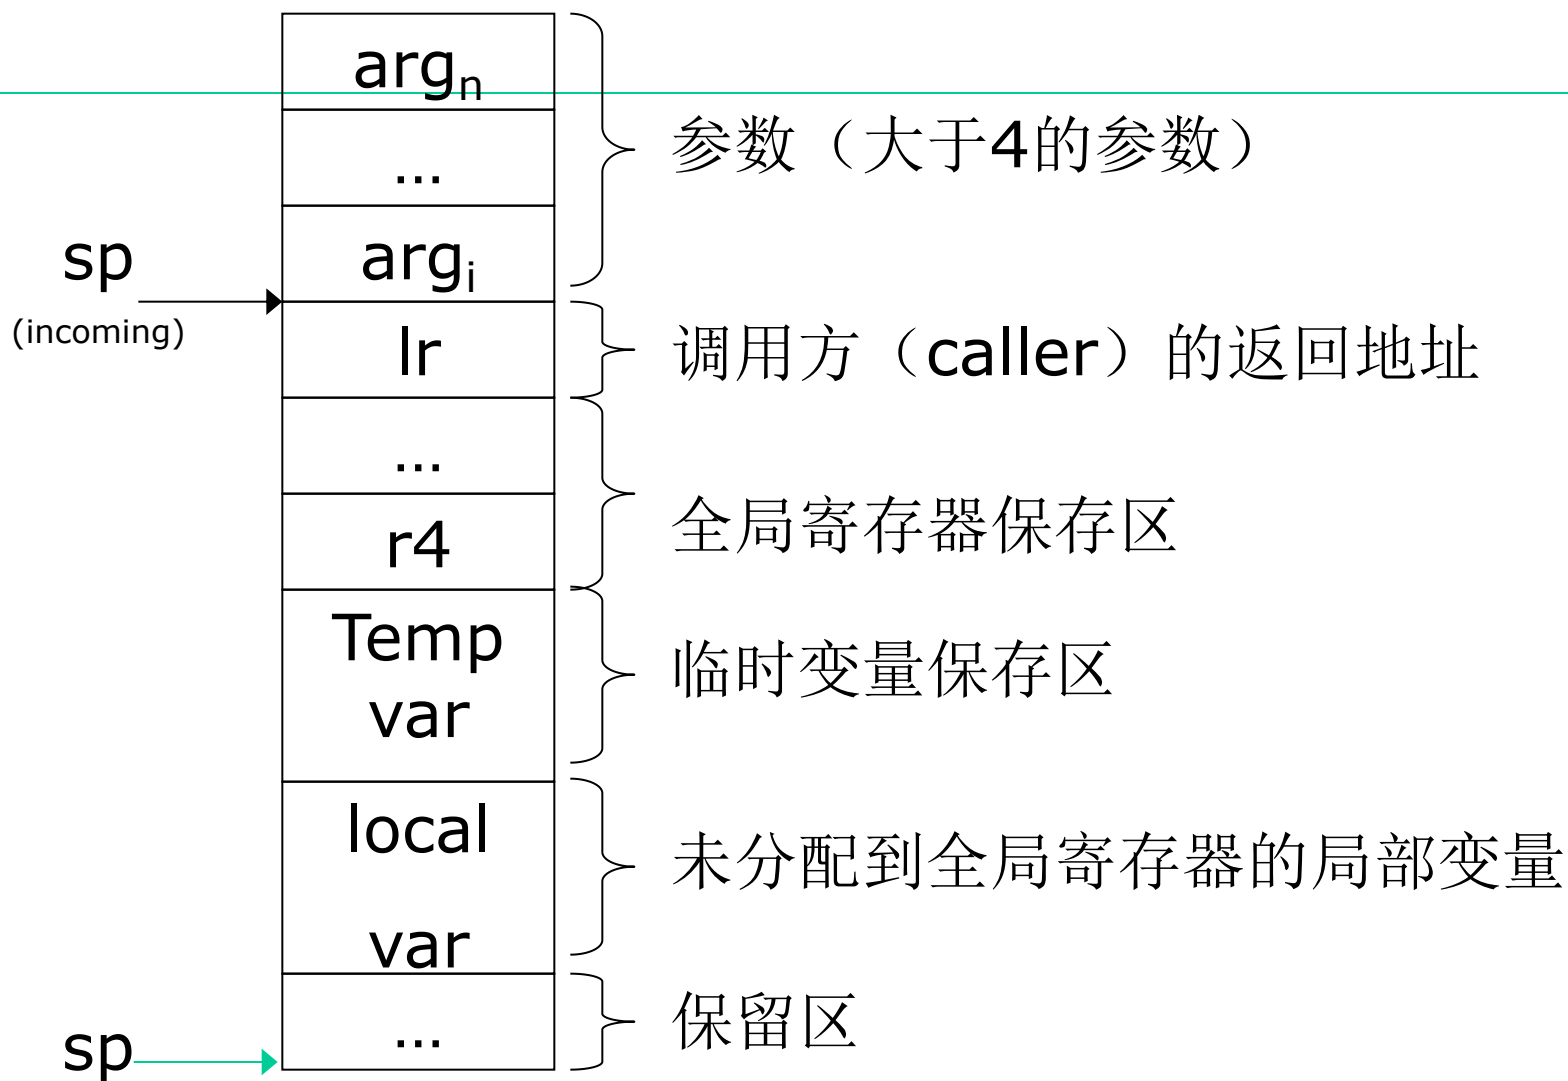 argn
...
参数（大于4的参数）
sp
argi
(incoming)
lr
调用方（caller）的返回地址
...
r4
全局寄存器保存区
Temp
var
临时变量保存区
local
var
未分配到全局寄存器的局部变量
...
保留区
sp